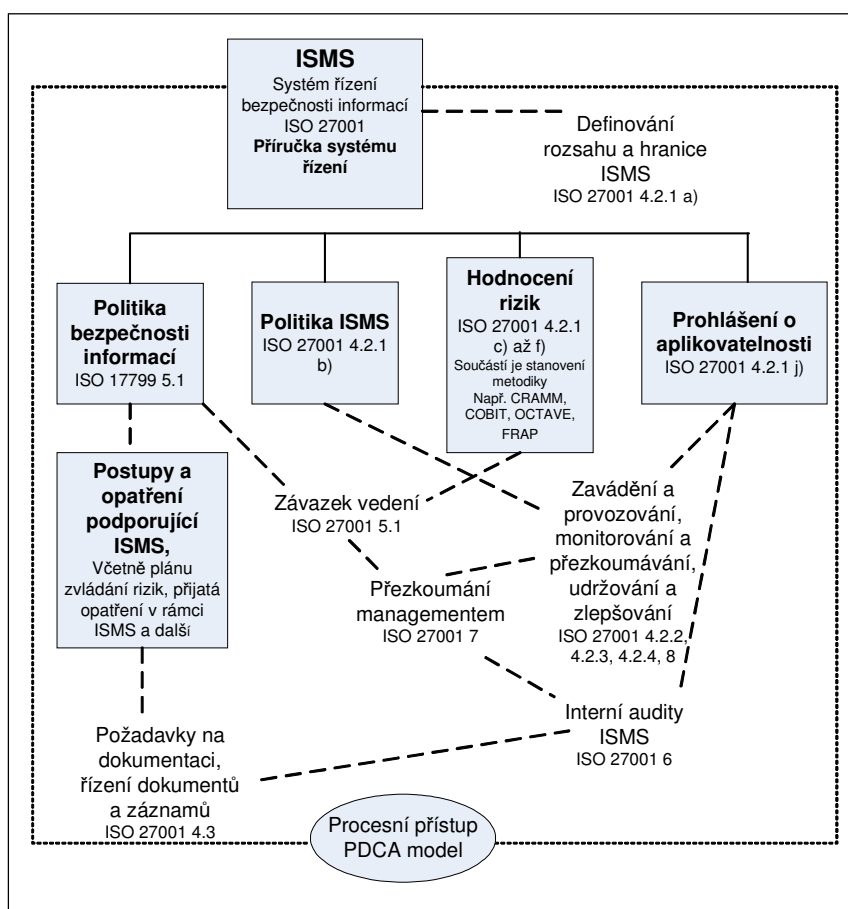 ISMS
Systém řízení
bezpečnosti informací
ISO 27001
Příručka systému
řízení
Definování
rozsahu a hranice
ISMS
ISO 27001 4.2.1 a)
Politika
bezpečnosti
informací
ISO 17799 5.1
Politika ISMS
ISO 27001 4.2.1
b)
Hodnocení
rizik
ISO 27001 4.2.1
c) až f)
Součástí je stanovení
metodiky
Např. CRAMM,
COBIT, OCTAVE,
FRAP
Prohlášení o
aplikovatelnosti
ISO 27001 4.2.1 j)
Postupy a
opatření
podporující
ISMS,
Včetně plánu
zvládání rizik, přijatá
opatření v rámci
ISMS a další
Závazek vedení
ISO 27001 5.1
Zavádění a
provozování,
monitorování a
přezkoumávání,
udržování a
zlepšování
ISO 27001 4.2.2,
4.2.3, 4.2.4, 8
Přezkoumání
managementem
ISO 27001 7
Interní audity
ISMS
ISO 27001 6
Požadavky na
dokumentaci,
řízení dokumentů
a záznamů
ISO 27001 4.3
Procesní přístup
PDCA model